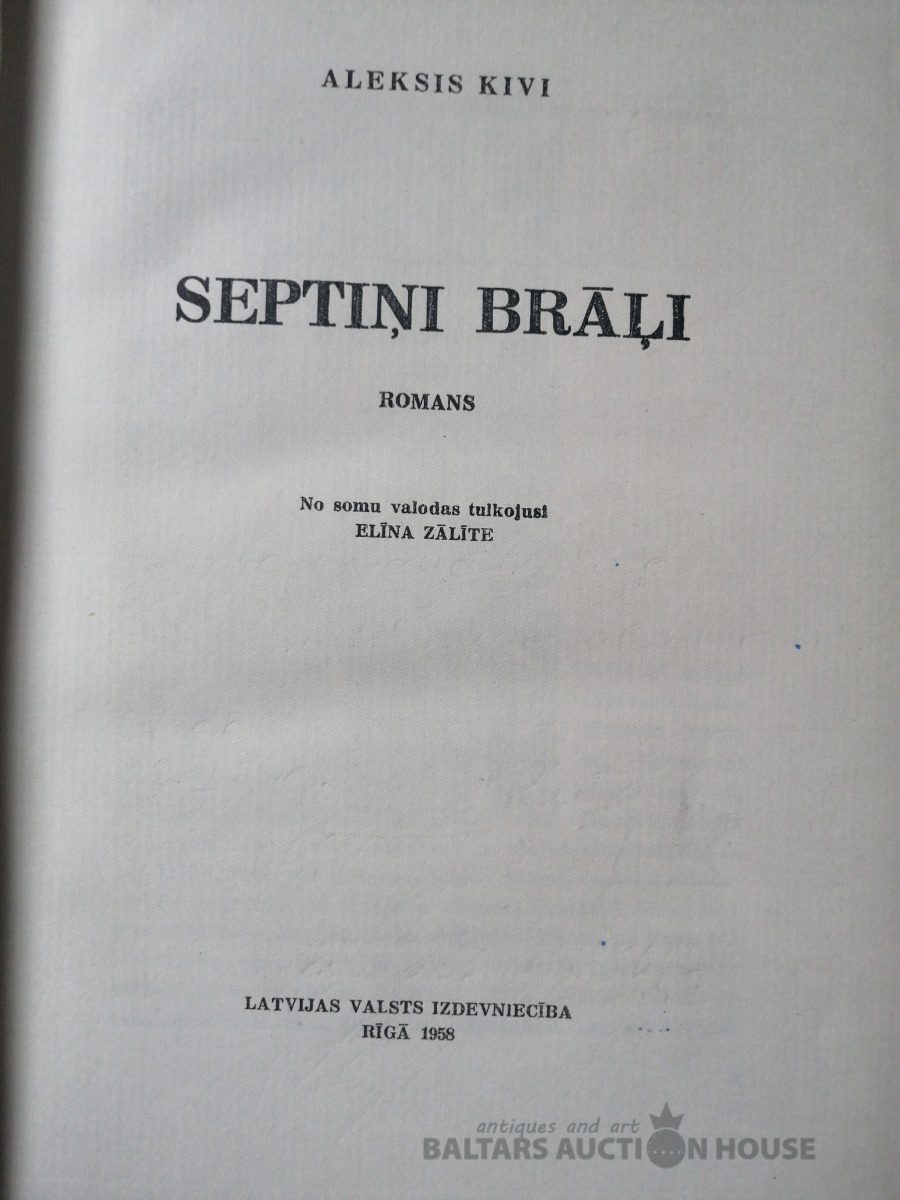 ALEKSIS KIVI
SEPTIŅI BRĀĻI
ROMANS
No somu valodas tulkojusi
ELĪNA ZĀLĪTE
LATVIJAS VALSTS IZDEVNIECĪBA
RĪGĀ 1958
antiques and art
BALTARS AUCTION HOUSE